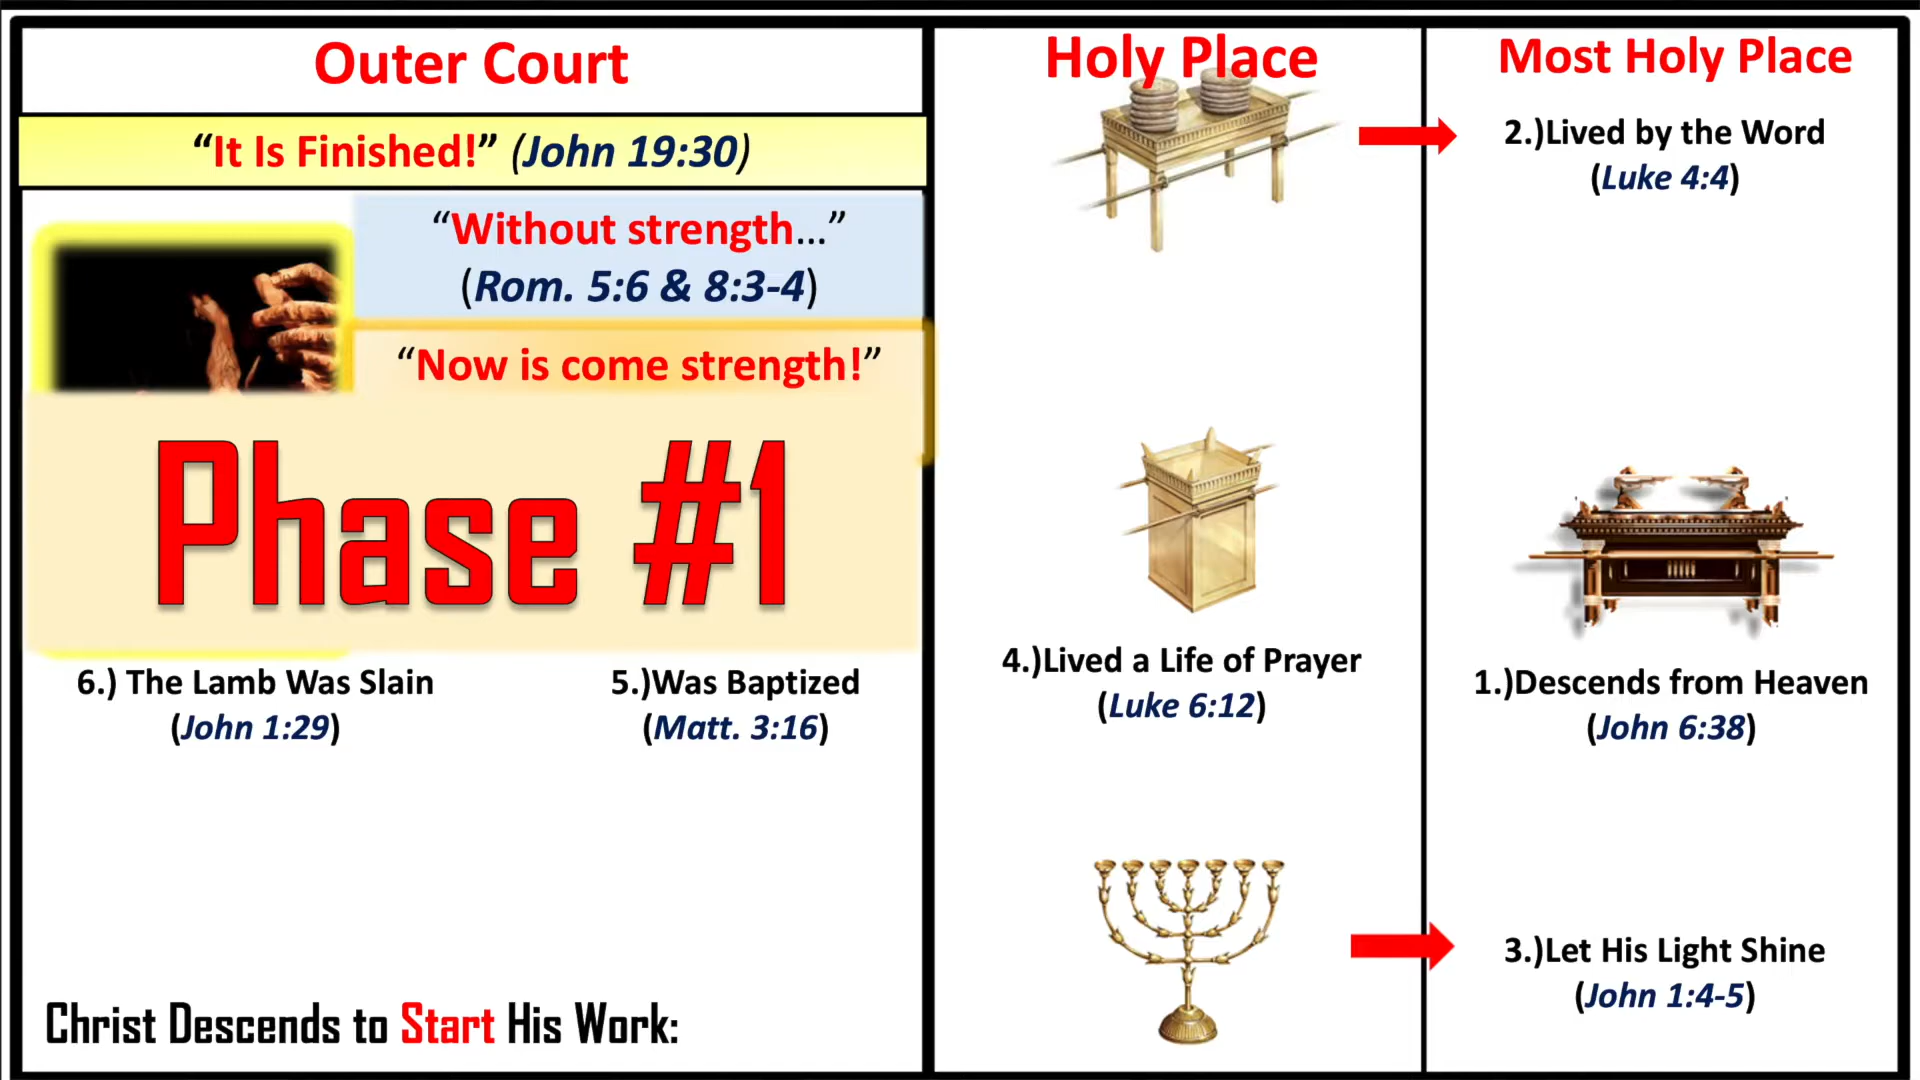 Outer Court
“It Is Finished!” (John 19:30)
“Without strength...”
(Rom. 5:6 & 8:3-4)
“Now is come strength!”
Phase #1
6.) The Lamb Was Slain
(John 1:29)
5.)Was Baptized
(Matt. 3:16)
Christ Descends to Start His Work:
Holy Place
4.)Lived a Life of Prayer
(Luke 6:12)
Most Holy Place
2.)Lived by the Word
(Luke 4:4)
1.)Descends from Heaven
(John 6:38)
3.)Let His Light Shine
(John 1:4-5)